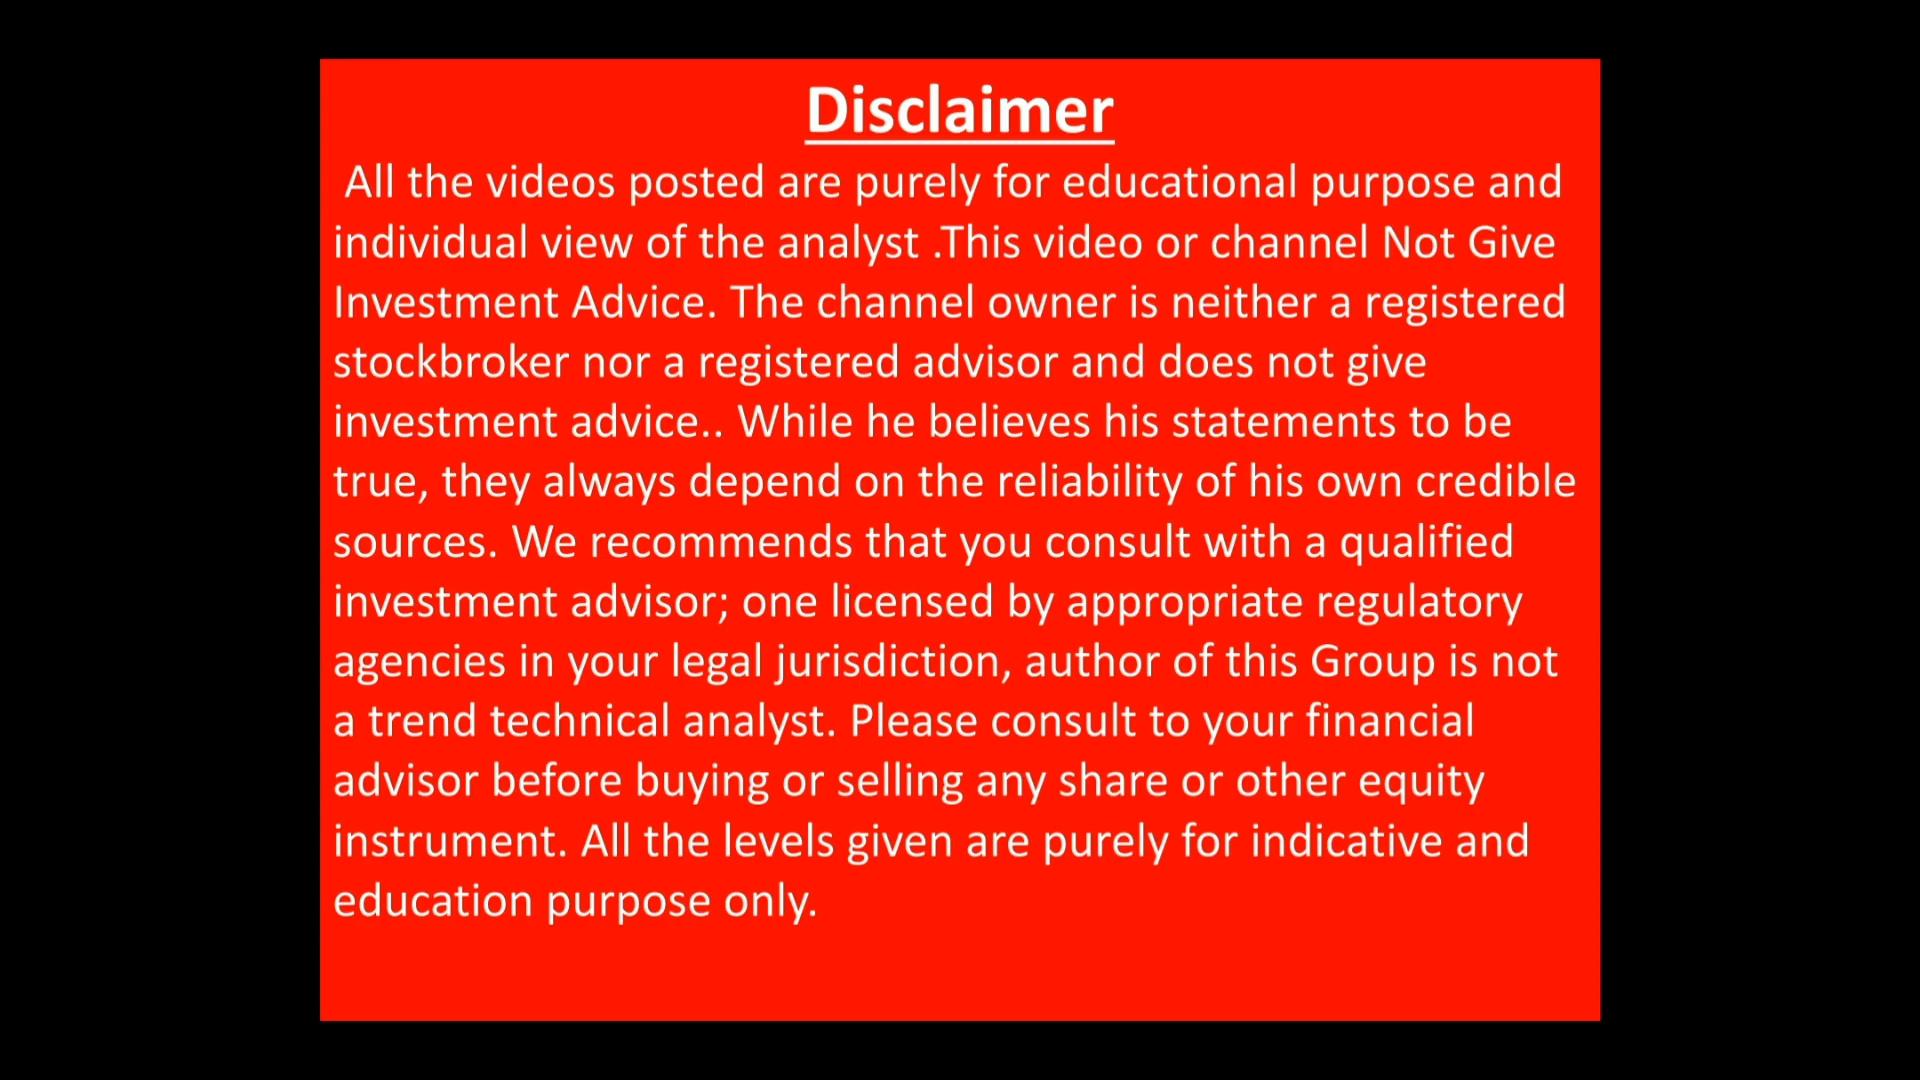 Disclaimer
All the videos posted are purely for educational purpose and
individual view of the analyst .This video or channel Not Give
Investment Advice. The channel owner is neither a registered
stockbroker nor a registered advisor and does not give
investment advice.. While he believes his statements to be
true, they always depend on the reliability of his own credible
sources. We recommends that you consult with a qualified
investment advisor; one licensed by appropriate regulatory
agencies in your legal jurisdiction, author of this Group is not
a trend technical analyst. Please consult to your financial
advisor before buying or selling any share or other equity
instrument. All the levels given are purely for indicative and
education purpose only.